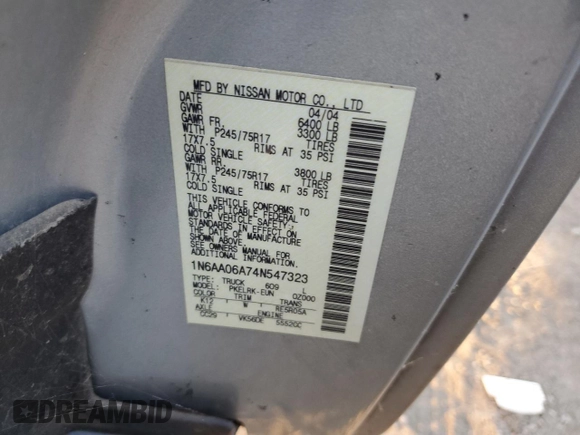 MFD BY NISSAN MOTOR CO., LTD
DATE 04/04
GVWR 6400 LB
GAWR FR. 3300 LB
WITH P245/75R17 TIRES
17X7.5 RIMS AT 35 PSI
COLD SINGLE
GAWR RR. 3800 LB
WITH P245/75R17 TIRES
17X7.5 RIMS AT 35 PSI
COLD SINGLE
THIS VEHICLE CONFORMS TO
ALL APPLICABLE FEDERAL
MOTOR VEHICLE SAFETY
STANDARDS IN EFFECT ON
THE DATE OF MANUFACTURE
SHOWN ABOVE.
SEE OWNERS MANUAL FOR
ADDITIONAL INFORMATION.
1N6AA06A74N547323
TYPE: TRUCK 609 L
MODEL: PKELRK-EUN QZ000
COLOR TRIM TRANS
K12 W RE5R05A
AXLE ENGINE
CC29 VK56DE 5552CC
DREAMBID